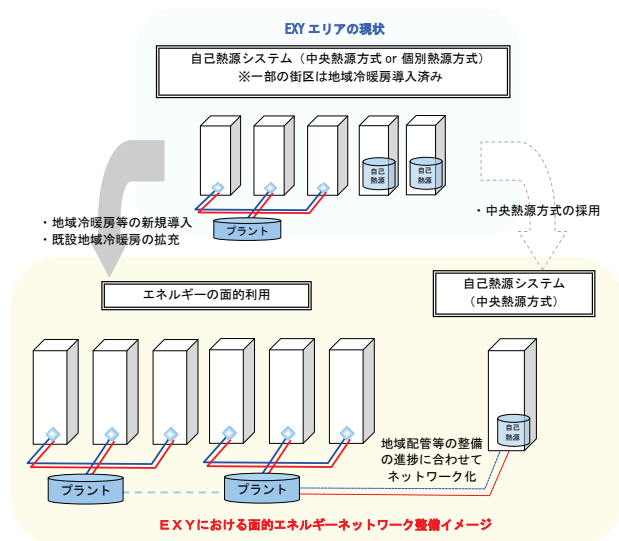 EXY エリアの現状
自己熱源システム（中央熱源方式 or 個別熱源方式）
※一部の街区は地域冷暖房導入済み
自己
熱源
自己
熱源
プラント
・地域冷暖房等の新規導入
・既設地域冷暖房の拡充
・中央熱源方式の採用
エネルギーの面的利用
自己熱源システム
（中央熱源方式）
自己
熱源
地域配管等の整備
の進捗に合わせて
ネットワーク化
プラント
プラント
ＥＸＹにおける面的エネルギーネットワーク整備イメージ